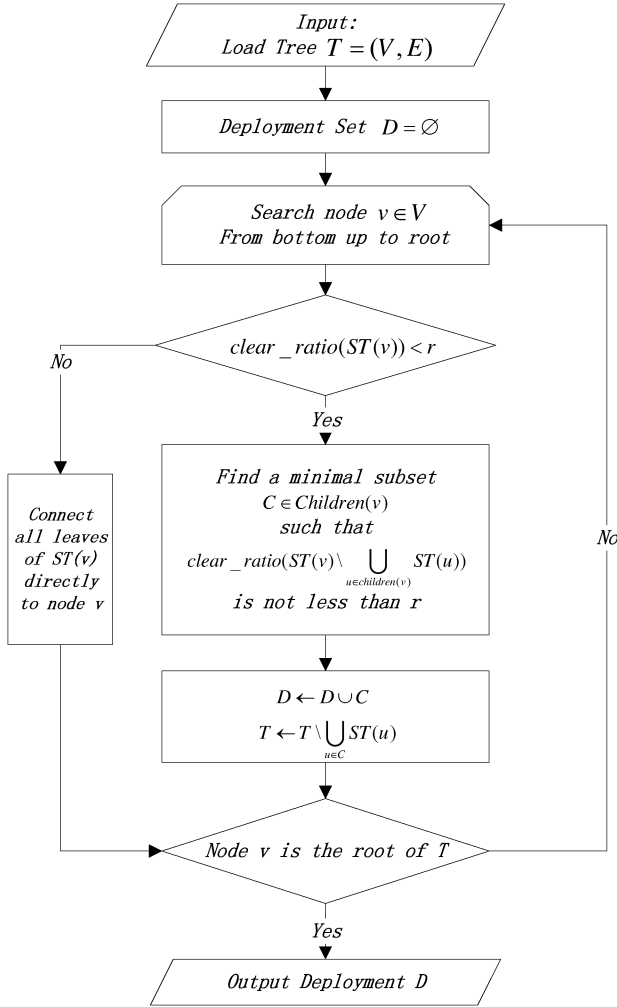 Input:
Load Tree T = (V, E)
Deployment Set D = ∅
Search node v ∈ V
From bottom up to root
clear_ratio(ST(v)) < r
No
Yes
Find a minimal subset
C ∈ Children(v)
such that
clear_ratio(ST(v) \ ⋃ ST(u))
u∈children(v)
is not less than r
Connect
all leaves
of ST(v)
directly
to node v
No
D ← D ∪ C
T ← T \ ⋃ ST(u)
u∈C
Node v is the root of T
Yes
Output Deployment D